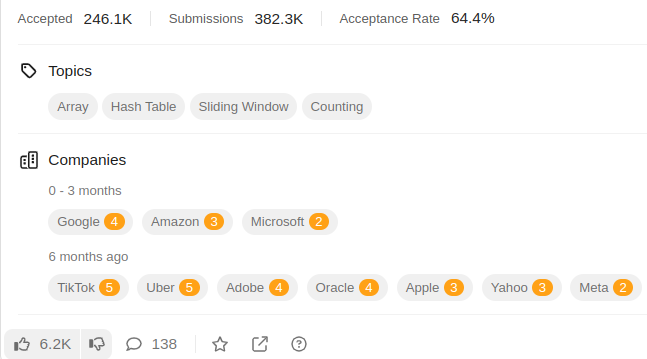 Accepted 246.1K Submissions 382.3K Acceptance Rate 64.4%
Topics
Array Hash Table Sliding Window Counting
Companies
0 - 3 months
Google 4 Amazon 3 Microsoft 2
6 months ago
TikTok 5 Uber 5 Adobe 4 Oracle 4 Apple 3 Yahoo 3 Meta 2
6.2K 138 ?